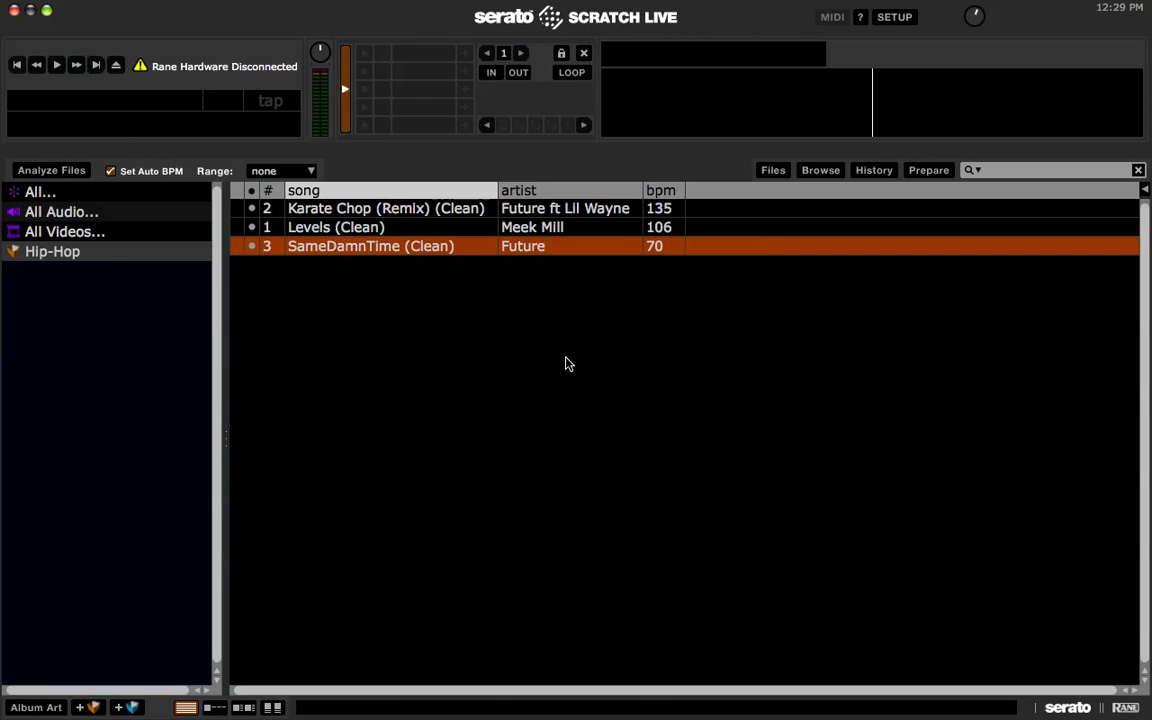 12:29 PM
serato SCRATCH LIVE
MIDI ? SETUP
Rane Hardware Disconnected
tap
1
IN OUT LOOP
Analyze Files Set Auto BPM Range: none
Files Browse History Prepare
All...
All Audio...
All Videos...
Hip-Hop
# song artist bpm
2 Karate Chop (Remix) (Clean) Future ft Lil Wayne 135
1 Levels (Clean) Meek Mill 106
3 SameDamnTime (Clean) Future 70
Album Art + +
serato RANE